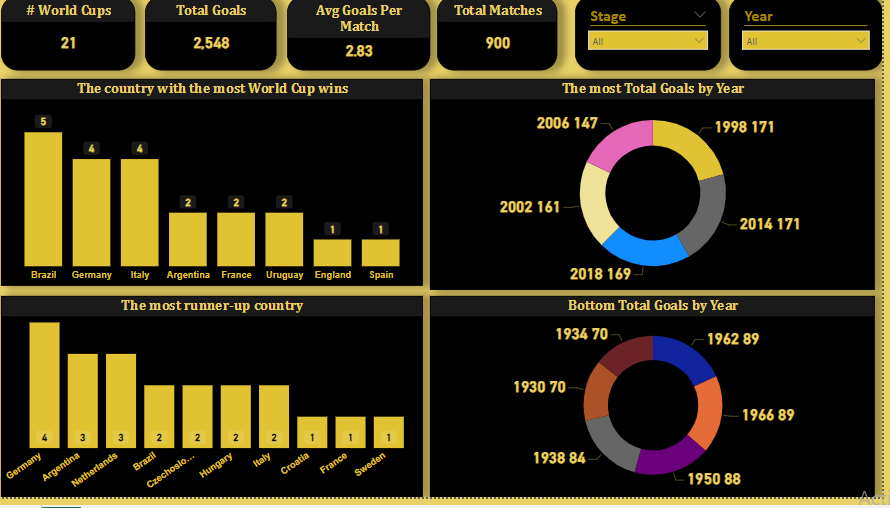 # World Cups
21
Total Goals
2,548
Avg Goals Per
Match
2.83
Total Matches
900
Stage
All
Year
All
The country with the most World Cup wins
5
4
4
2
2
2
1
1
Brazil
Germany
Italy
Argentina
France
Uruguay
England
Spain
The most Total Goals by Year
2006 147
1998 171
2002 161
2014 171
2018 169
The most runner-up country
4
3
3
2
2
2
2
1
1
1
Germany
Argentina
Netherlands
Brazil
Czechoslo...
Hungary
Italy
Croatia
France
Sweden
Bottom Total Goals by Year
1934 70
1962 89
1930 70
1966 89
1938 84
1950 88